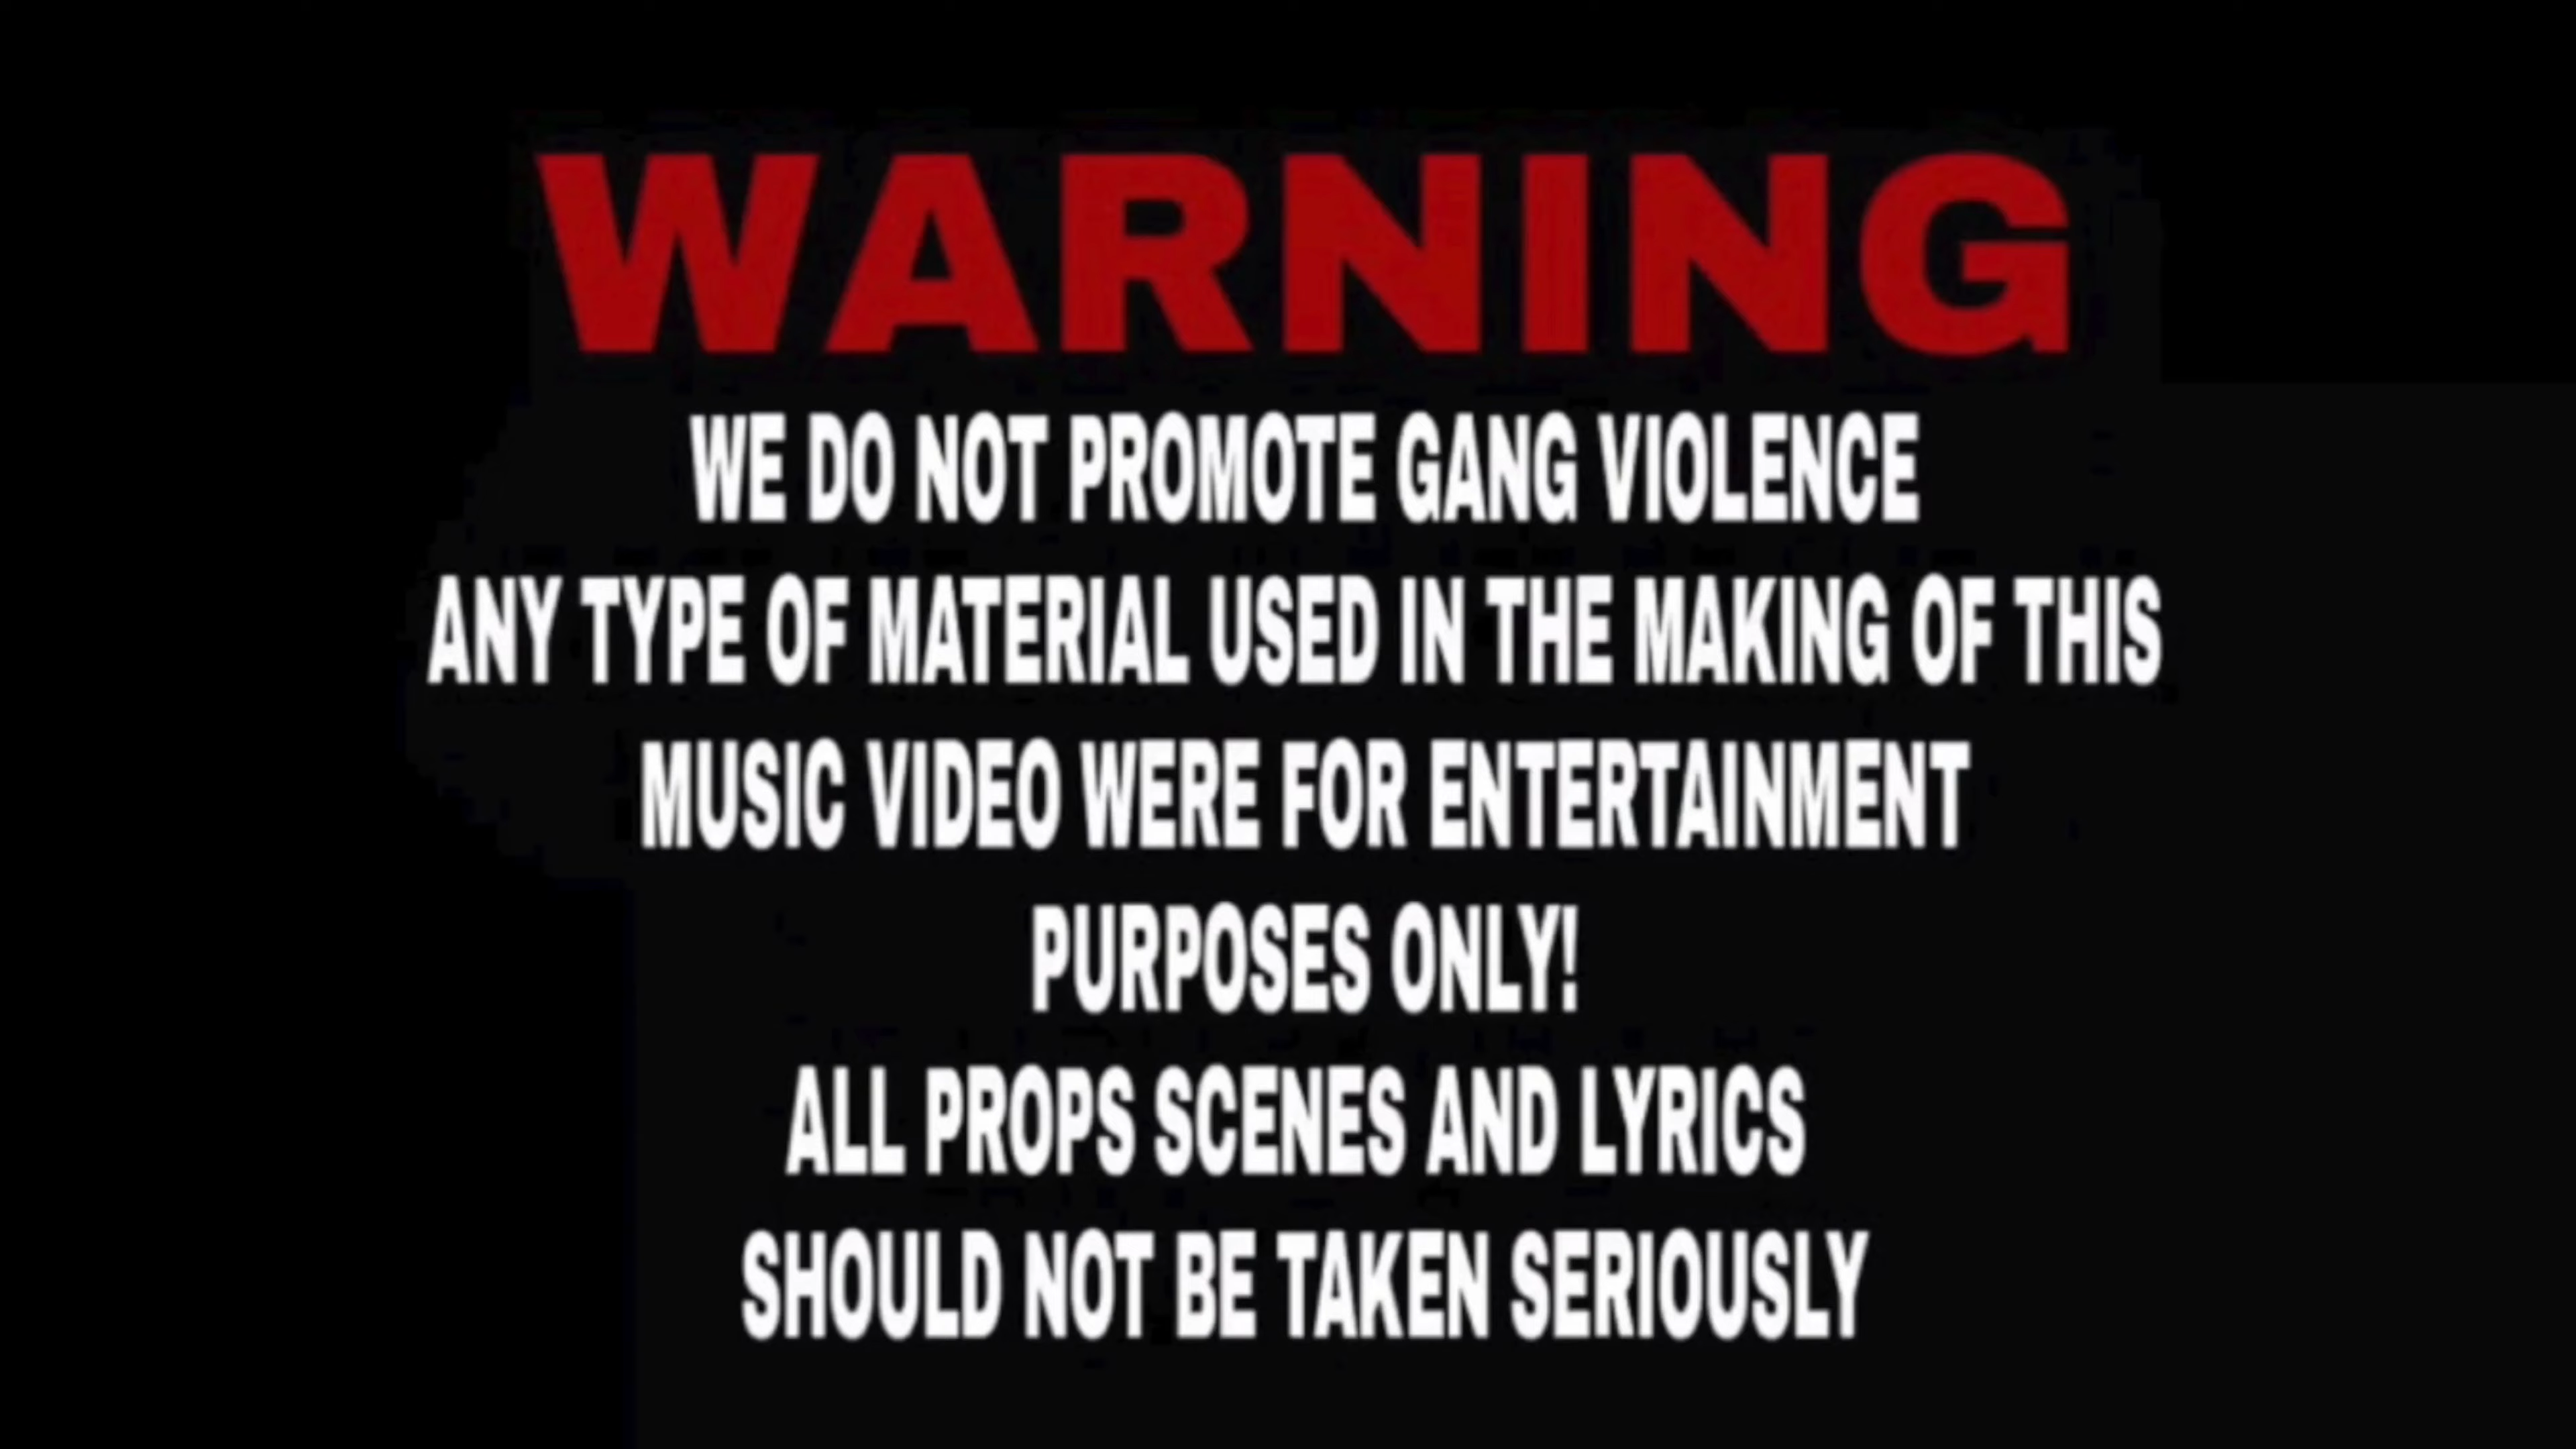 WARNING
WE DO NOT PROMOTE GANG VIOLENCE
ANY TYPE OF MATERIAL USED IN THE MAKING OF THIS
MUSIC VIDEO WERE FOR ENTERTAINMENT
PURPOSES ONLY!
ALL PROPS SCENES AND LYRICS
SHOULD NOT BE TAKEN SERIOUSLY